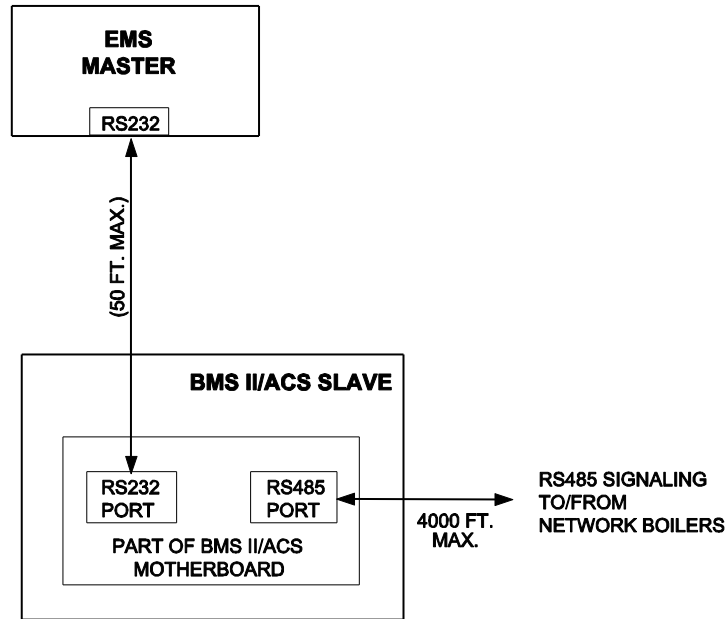 EMS
MASTER
RS232
(50 FT. MAX.)
BMS II/ACS SLAVE
RS232
PORT
RS485
PORT
PART OF BMS II/ACS
MOTHERBOARD
4000 FT.
MAX.
RS485 SIGNALING
TO/FROM
NETWORK BOILERS